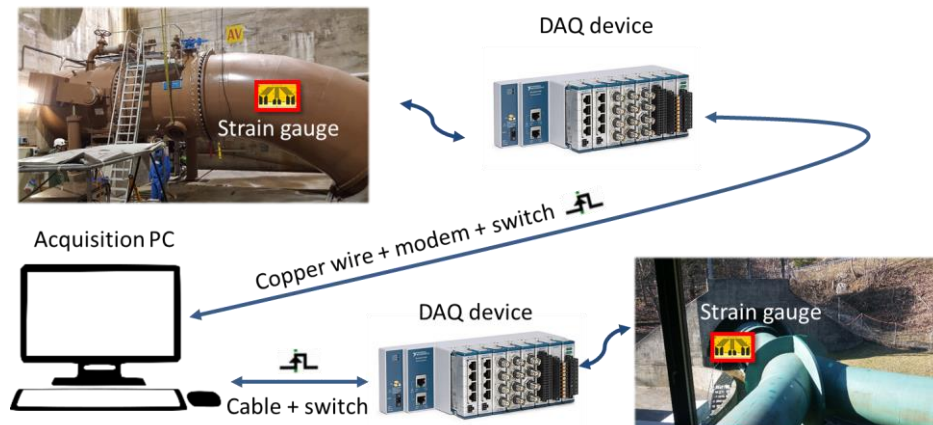 DAQ device
AV
Strain gauge
Copper wire + modem + switch
Acquisition PC
DAQ device
Strain gauge
Cable + switch